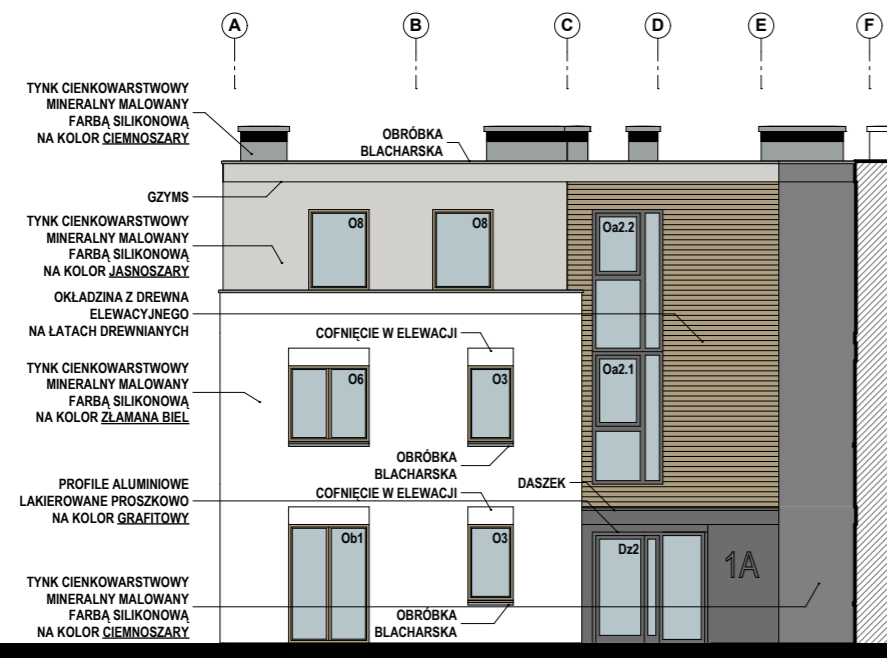 A
B
C
D
E
F
TYNK CIENKOWARSTWOWY
MINERALNY MALOWANY
FARBĄ SILIKONOWĄ
NA KOLOR CIEMNOSZARY
OBRÓBKA
BLACHARSKA
GZYMS
TYNK CIENKOWARSTWOWY
MINERALNY MALOWANY
FARBĄ SILIKONOWĄ
NA KOLOR JASNOSZARY
O8
O8
Oa2.2
OKŁADZINA Z DREWNA
ELEWACYJNEGO
NA ŁATACH DREWNIANYCH
COFNIĘCIE W ELEWACJI
TYNK CIENKOWARSTWOWY
MINERALNY MALOWANY
FARBĄ SILIKONOWĄ
NA KOLOR ZŁAMANA BIEL
O6
O3
Oa2.1
OBRÓBKA
BLACHARSKA
PROFILE ALUMINIOWE
LAKIEROWANE PROSZKOWO
NA KOLOR GRAFITOWY
COFNIĘCIE W ELEWACJI
DASZEK
Ob1
O3
Dz2
1A
TYNK CIENKOWARSTWOWY
MINERALNY MALOWANY
FARBĄ SILIKONOWĄ
NA KOLOR CIEMNOSZARY
OBRÓBKA
BLACHARSKA